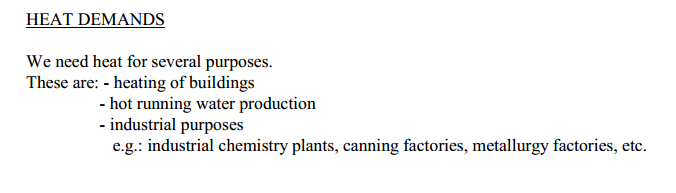 HEAT DEMANDS
We need heat for several purposes.
These are: - heating of buildings
- hot running water production
- industrial purposes
e.g.: industrial chemistry plants, canning factories, metallurgy factories, etc.